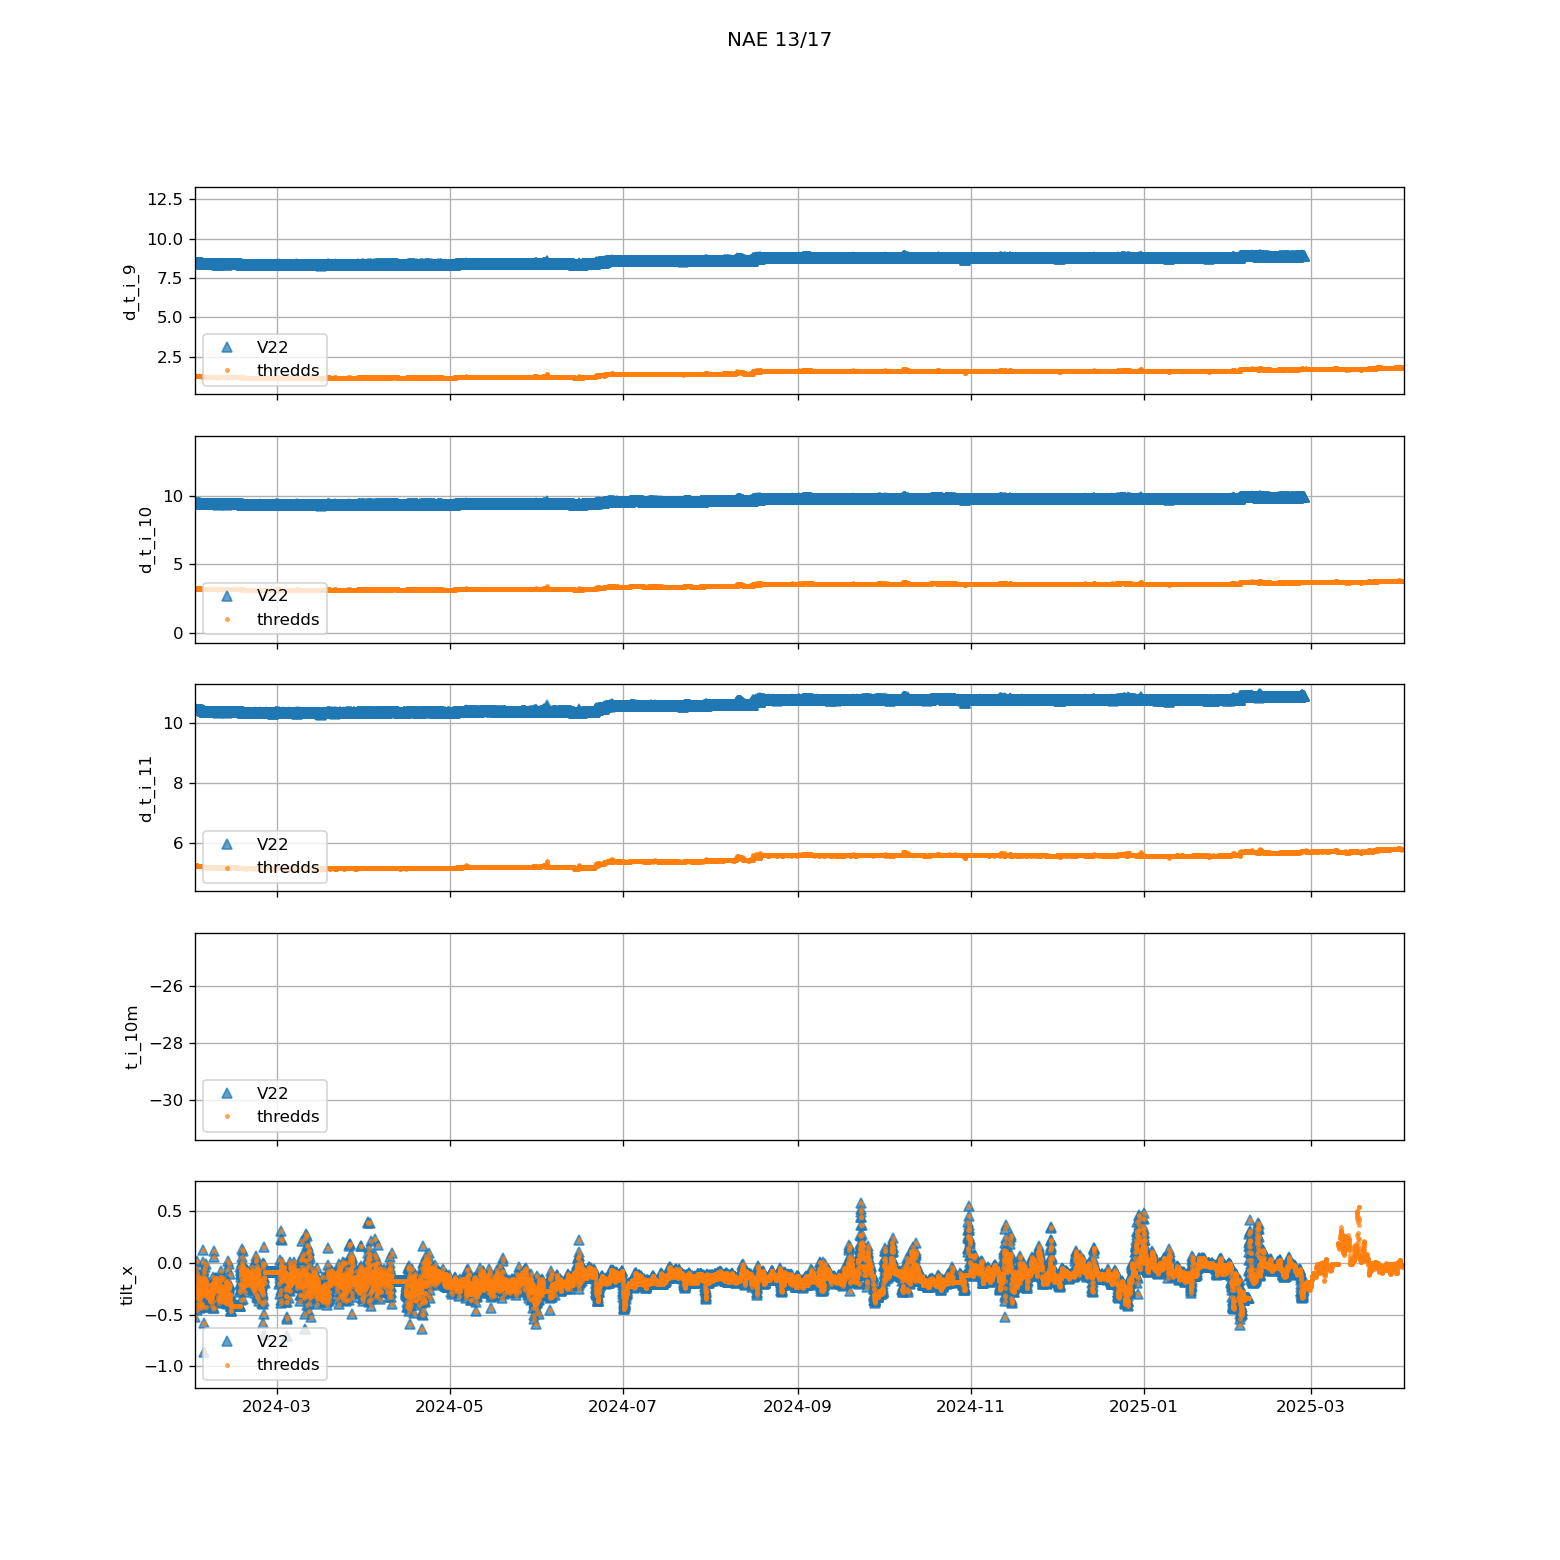 NAE 13/17
12.5
10.0
7.5
5.0
2.5
d_t_i_9
V22
thredds
10
5
0
d_t_i_10
V22
thredds
10
8
6
d_t_i_11
V22
thredds
−26
−28
−30
t_i_10m
V22
thredds
0.5
0.0
−0.5
−1.0
tilt_x
V22
thredds
2024-03 2024-05 2024-07 2024-09 2024-11 2025-01 2025-03